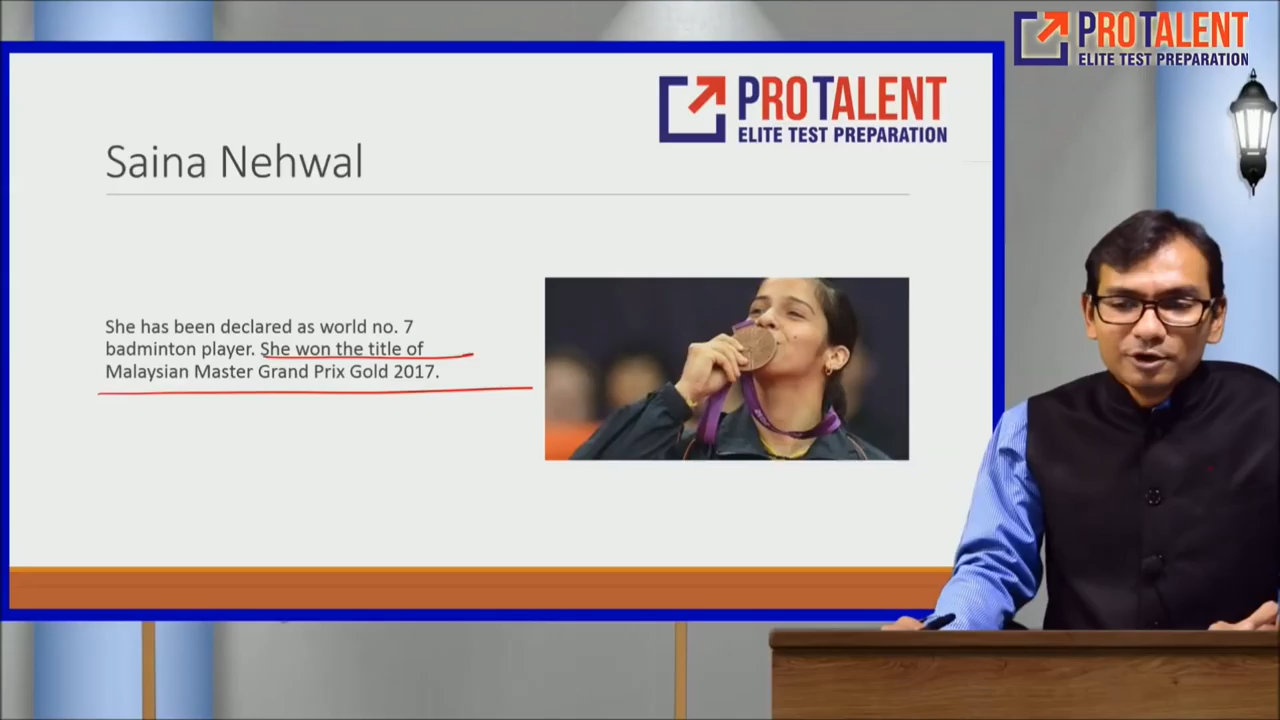 PROTALENT
ELITE TEST PREPARATION
PROTALENT
ELITE TEST PREPARATION
Saina Nehwal
She has been declared as world no. 7
badminton player. She won the title of
Malaysian Master Grand Prix Gold 2017.